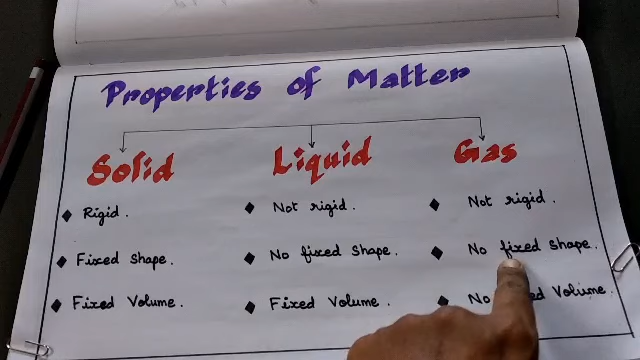 Properties of Matter
Solid
Rigid.
Fixed Shape.
Fixed Volume.
Liquid
Not rigid.
No fixed Shape.
Fixed Volume.
Gas
Not rigid.
No fixed Shape.
No Volume.